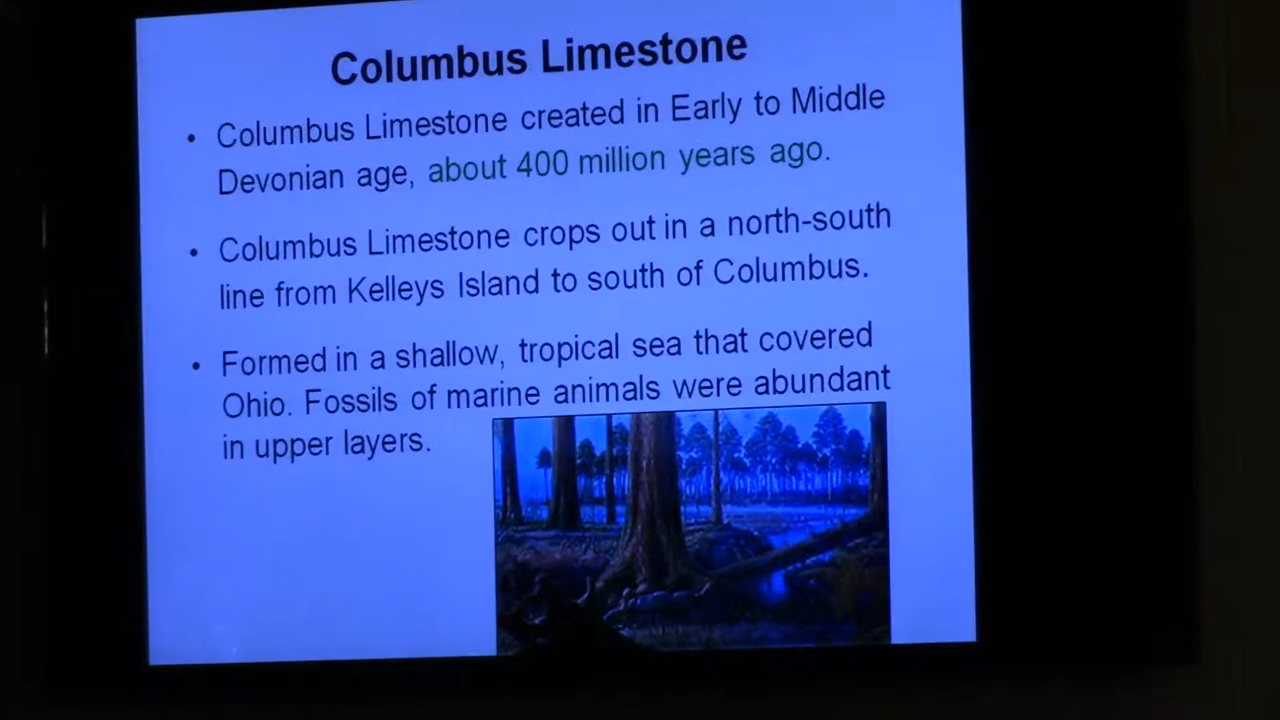 Columbus Limestone
• Columbus Limestone created in Early to Middle
Devonian age, about 400 million years ago.
• Columbus Limestone crops out in a north-south
line from Kelleys Island to south of Columbus.
• Formed in a shallow, tropical sea that covered
Ohio. Fossils of marine animals were abundant
in upper layers.